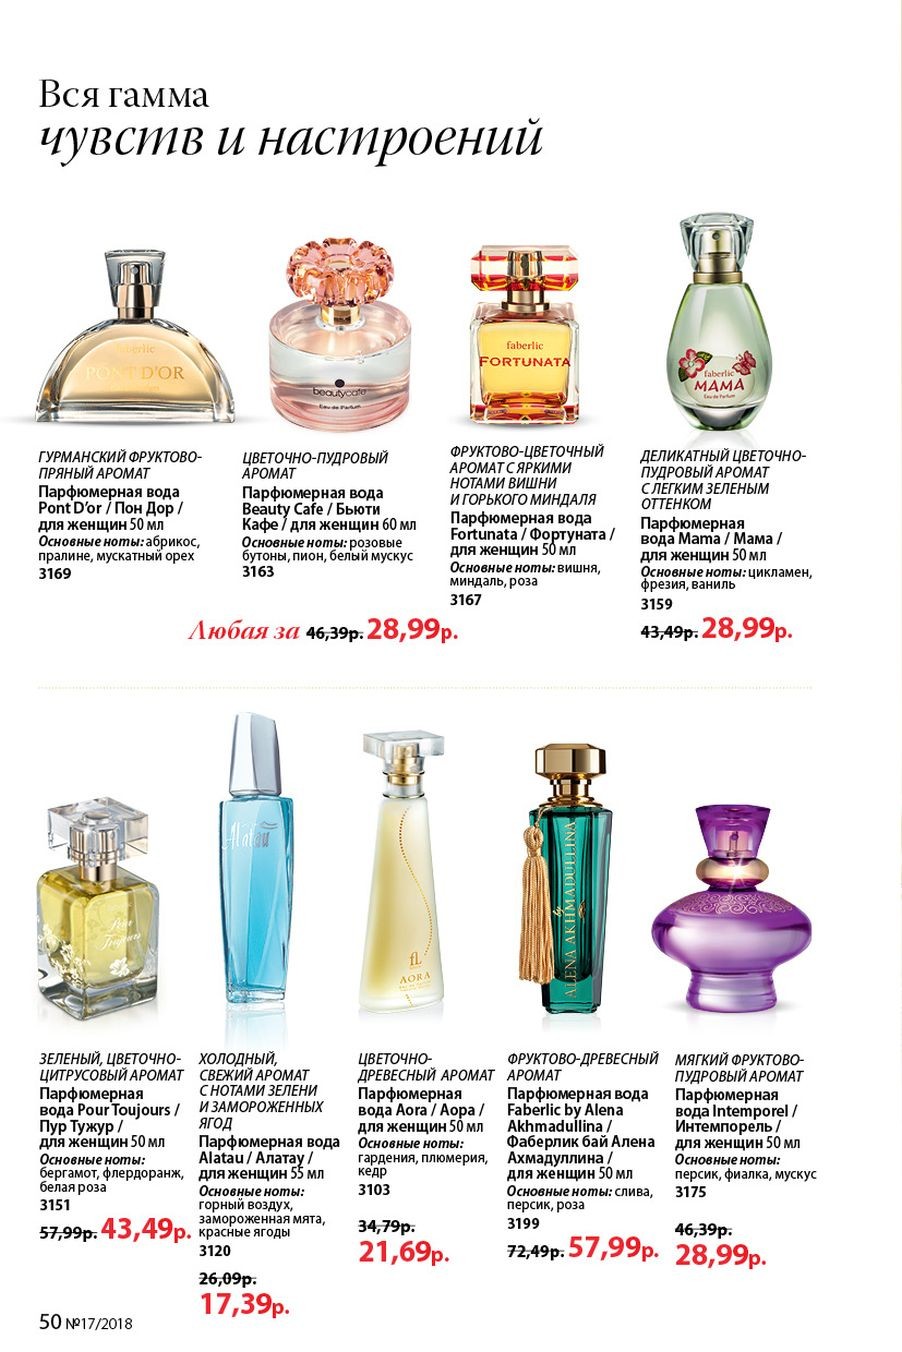 Вся гамма
чувств и настроений
faberlic
PONT D'OR
beautycafe
Eau de Parfum
faberlic
FORTUNATA
faberlic
МАМА
Eau de Parfum
ГУРМАНСКИЙ ФРУКТОВО-
ПРЯНЫЙ АРОМАТ
Парфюмерная вода
Pont D’or / Пон Дор /
для женщин 50 мл
Основные ноты: абрикос,
пралине, мускатный орех
3169
ЦВЕТОЧНО-ПУДРОВЫЙ
АРОМАТ
Парфюмерная вода
Beauty Cafe / Бьюти
Кафе / для женщин 60 мл
Основные ноты: розовые
бутоны, пион, белый мускус
3163
ФРУКТОВО-ЦВЕТОЧНЫЙ
АРОМАТ С ЯРКИМИ
НОТАМИ ВИШНИ
И ГОРЬКОГО МИНДАЛЯ
Парфюмерная вода
Fortunata / Фортуната /
для женщин 50 мл
Основные ноты: вишня,
миндаль, роза
3167
Любая за 46,39р. 28,99р.
ДЕЛИКАТНЫЙ ЦВЕТОЧНО-
ПУДРОВЫЙ АРОМАТ
С ЛЕГКИМ ЗЕЛЕНЫМ
ОТТЕНКОМ
Парфюмерная
вода Mama / Мама /
для женщин 50 мл
Основные ноты: цикламен,
фрезия, ваниль
3159
43,49р. 28,99р.
Pour
Toujours
Alatau
fL
AORA
ALENA AKHMADULLINA
by
ЗЕЛЕНЫЙ, ЦВЕТОЧНО-
ЦИТРУСОВЫЙ АРОМАТ
Парфюмерная
вода Pour Toujours /
Пур Тужур /
для женщин 50 мл
Основные ноты:
бергамот, флердоранж,
белая роза
3151
57,99р. 43,49р.
ХОЛОДНЫЙ,
СВЕЖИЙ АРОМАТ
С НОТАМИ ЗЕЛЕНИ
И ЗАМОРОЖЕННЫХ
ЯГОД
Парфюмерная вода
Alatau / Алатау /
для женщин 55 мл
Основные ноты:
горный воздух,
замороженная мята,
красные ягоды
3120
26,09р.
17,39р.
ЦВЕТОЧНО-
ДРЕВЕСНЫЙ АРОМАТ
Парфюмерная
вода Aora / Аора /
для женщин 50 мл
Основные ноты:
гардения, плюмерия,
кедр
3103
34,79р.
21,69р.
ФРУКТОВО-ДРЕВЕСНЫЙ
АРОМАТ
Парфюмерная вода
Faberlic by Alena
Akhmadullina /
Фаберлик бай Алена
Ахмадуллина /
для женщин 50 мл
Основные ноты: слива,
персик, роза
3199
72,49р. 57,99р.
МЯГКИЙ ФРУКТОВО-
ПУДРОВЫЙ АРОМАТ
Парфюмерная
вода Intemporel /
Интемпорель /
для женщин 50 мл
Основные ноты:
персик, фиалка, мускус
3175
46,39р.
28,99р.
50 №17/2018